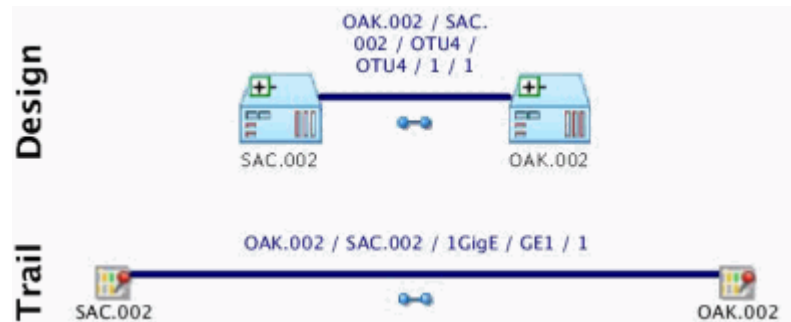 Design
OAK.002 / SAC.
002 / OTU4 /
OTU4 / 1 / 1
SAC.002
OAK.002
Trail
OAK.002 / SAC.002 / 1GigE / GE1 / 1
SAC.002
OAK.002